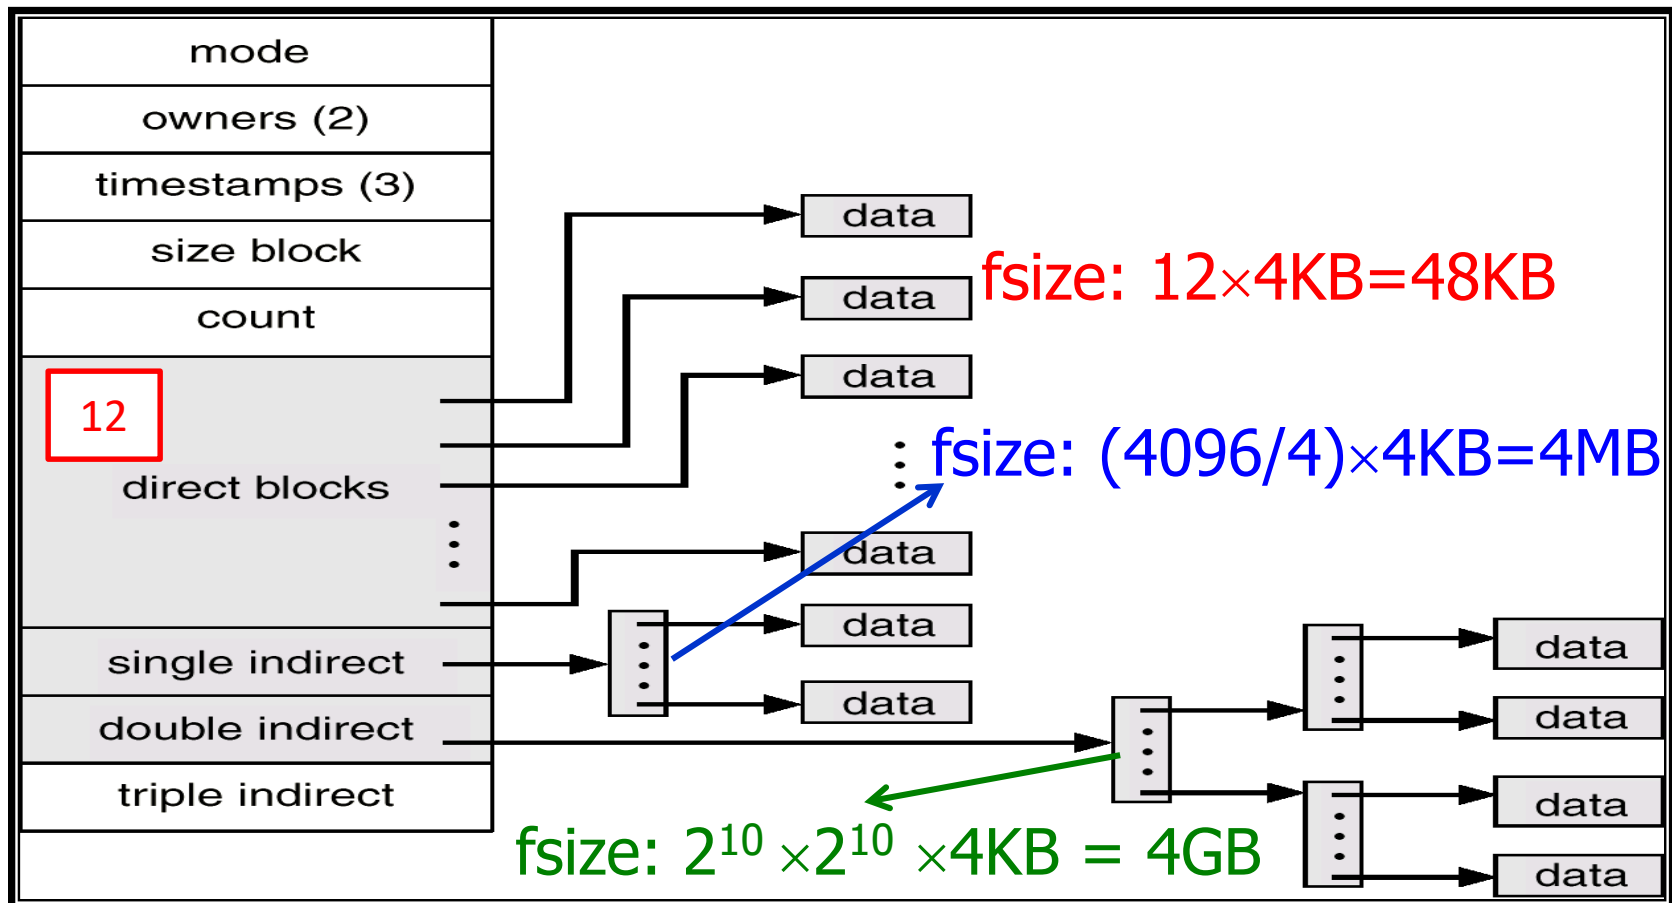 mode
owners (2)
timestamps (3)
size block
count
12
direct blocks
single indirect
double indirect
triple indirect
data
data
fsize: 12×4KB=48KB
data
fsize: (4096/4)×4KB=4MB
data
data
data
data
data
data
data
fsize: 2¹⁰ ×2¹⁰ ×4KB = 4GB